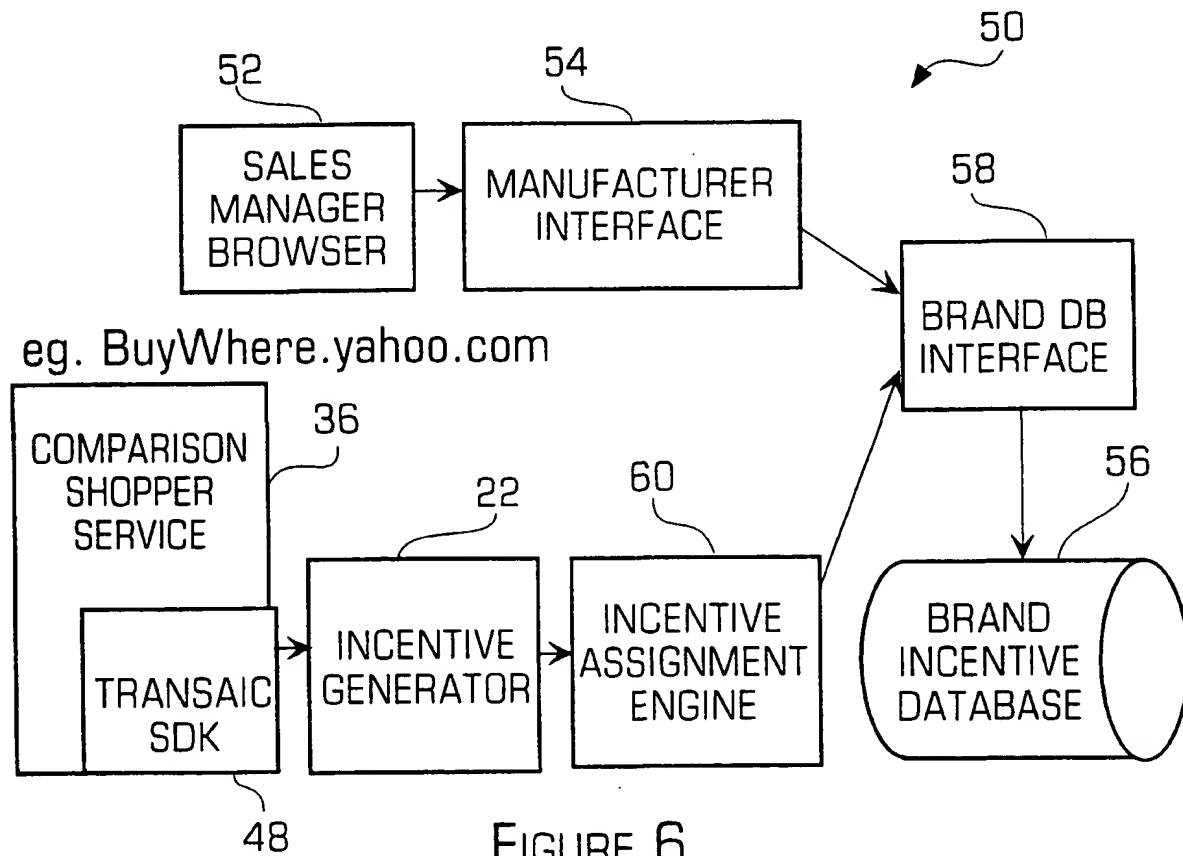 50
52
54
SALES
MANAGER
BROWSER
MANUFACTURER
INTERFACE
58
BRAND DB
INTERFACE
eg. BuyWhere.yahoo.com
COMPARISON
SHOPPER
SERVICE
36
TRANSAIC
SDK
48
22
INCENTIVE
GENERATOR
60
INCENTIVE
ASSIGNMENT
ENGINE
56
BRAND
INCENTIVE
DATABASE
FIGURE 6